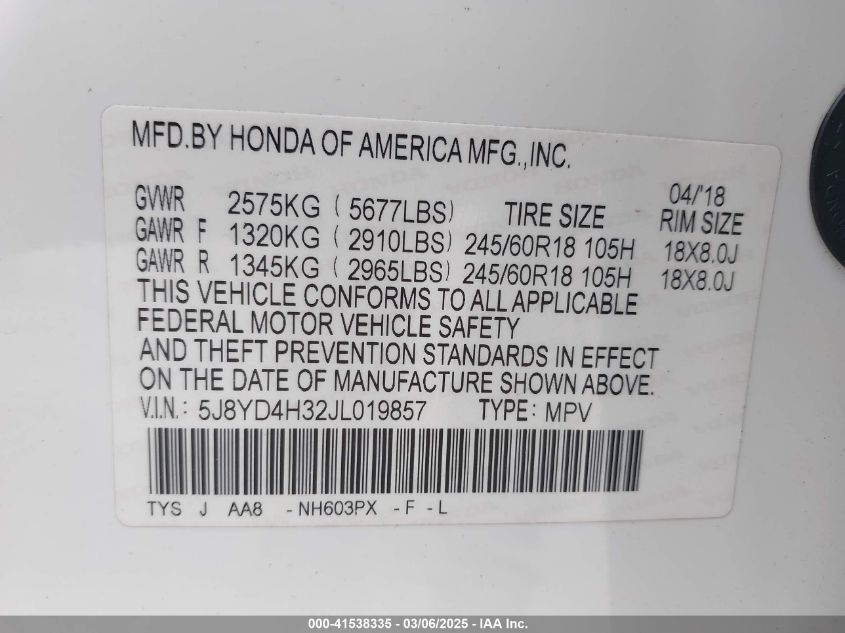 MFD.BY HONDA OF AMERICA MFG.,INC.
04/'18
GVWR 2575KG ( 5677LBS) TIRE SIZE RIM SIZE
GAWR F 1320KG ( 2910LBS) 245/60R18 105H 18X8.0J
GAWR R 1345KG ( 2965LBS) 245/60R18 105H 18X8.0J
THIS VEHICLE CONFORMS TO ALL APPLICABLE
FEDERAL MOTOR VEHICLE SAFETY
AND THEFT PREVENTION STANDARDS IN EFFECT
ON THE DATE OF MANUFACTURE SHOWN ABOVE.
V.I.N.: 5J8YD4H32JL019857 TYPE: MPV
TYS J AA8 -NH603PX -F -L
000-41538335 - 03/06/2025 - IAA Inc.